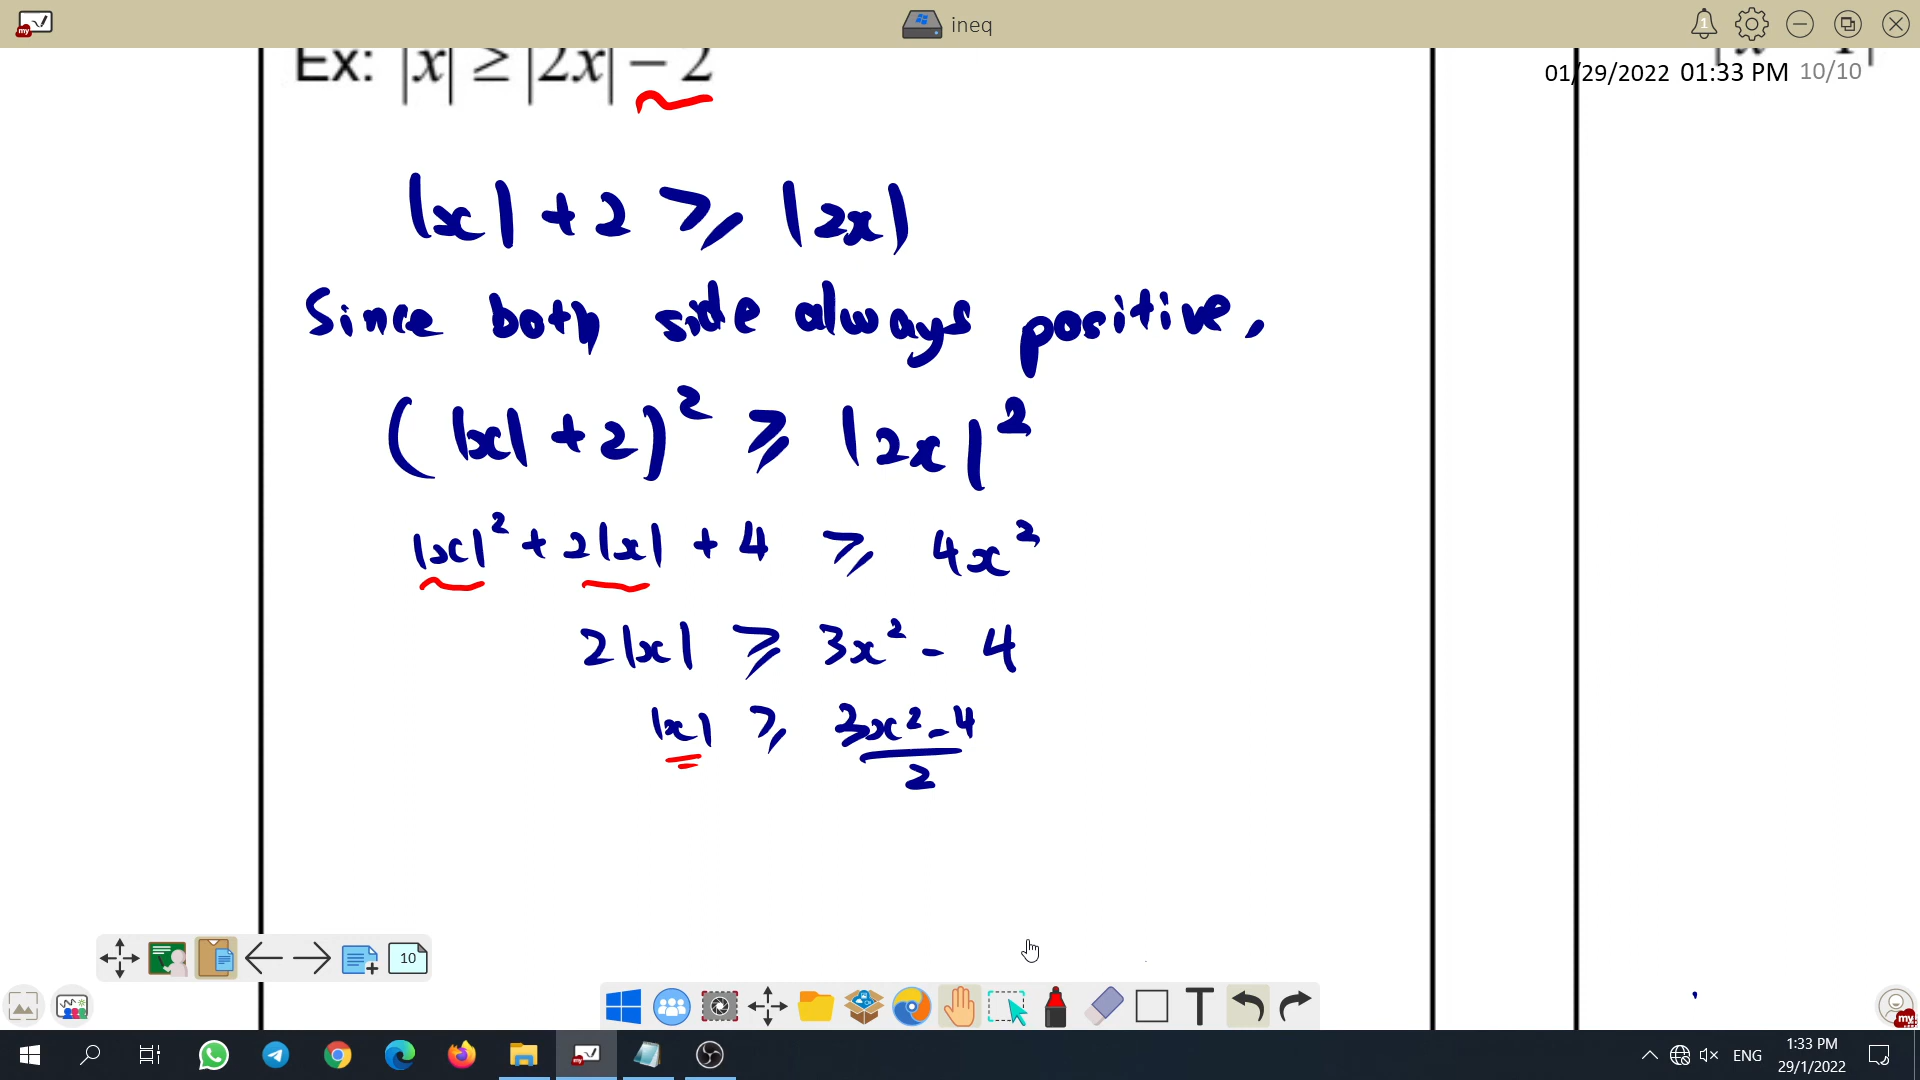 ineq
1
Ex: |x| ≥ |2x| − 2
01/29/2022 01:33 PM 10/10
|x| + 2 ≥ |2x|
Since both side always positive,
(|x| + 2)² ≥ |2x|²
|x|² + 2|x| + 4 ≥ 4x²
2|x| ≥ 3x² - 4
|x| ≥ 3x² - 4
2
10
T
my
ENG
1:33 PM
29/1/2022